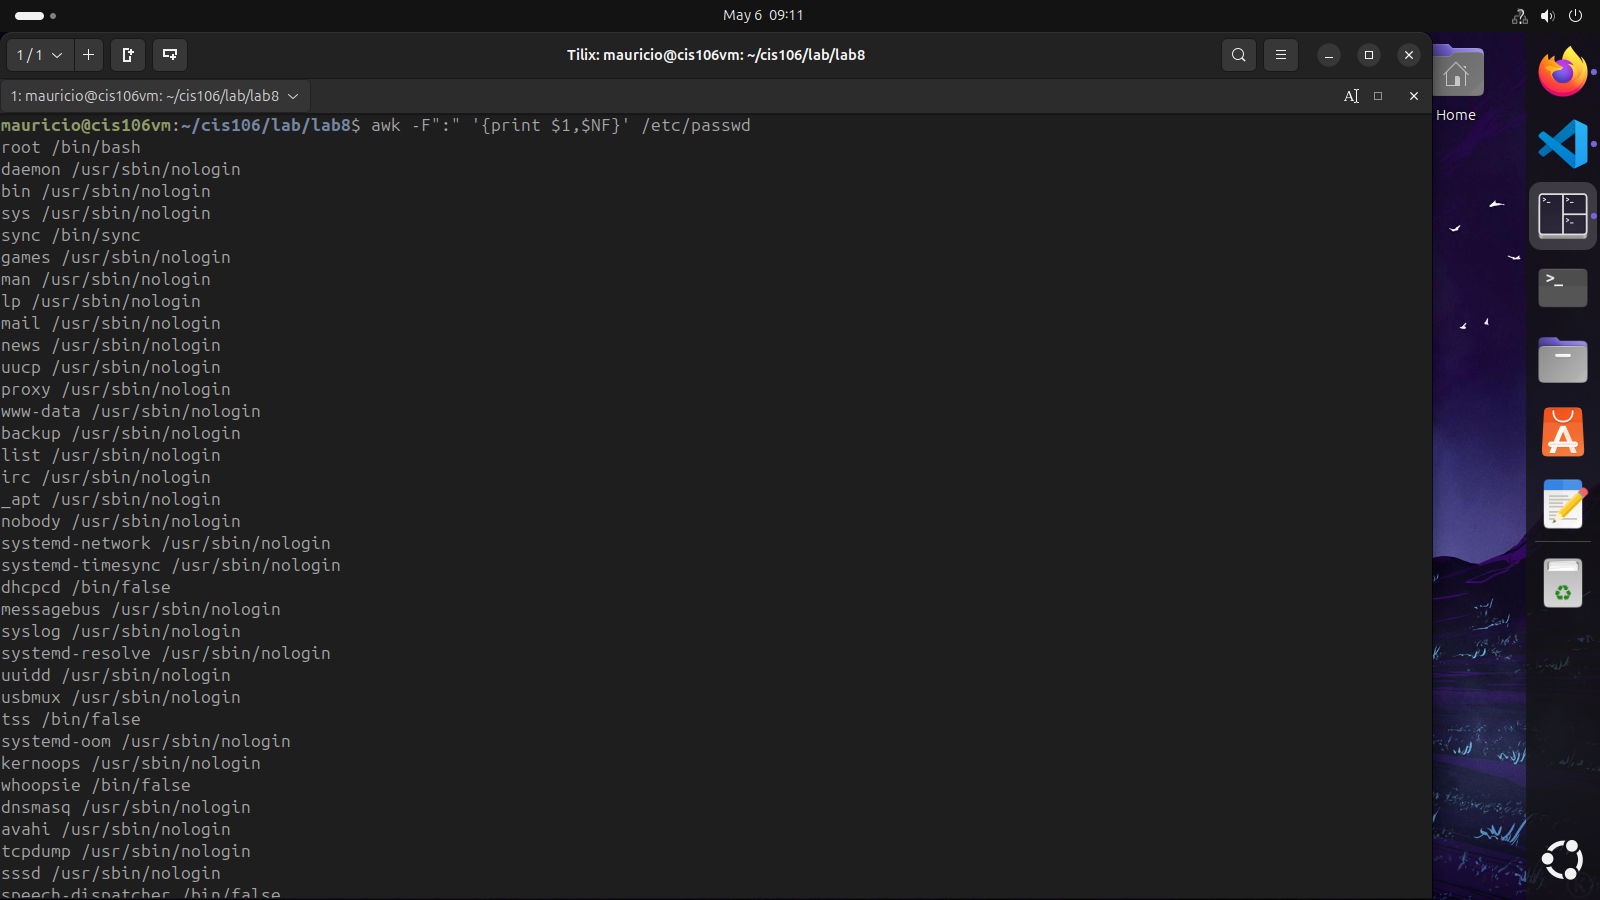 May 6 09:11
1 / 1
Tilix: mauricio@cis106vm: ~/cis106/lab/lab8
1: mauricio@cis106vm: ~/cis106/lab/lab8
mauricio@cis106vm:~/cis106/lab/lab8$ awk -F":" '{print $1,$NF}' /etc/passwd
root /bin/bash
daemon /usr/sbin/nologin
bin /usr/sbin/nologin
sys /usr/sbin/nologin
sync /bin/sync
games /usr/sbin/nologin
man /usr/sbin/nologin
lp /usr/sbin/nologin
mail /usr/sbin/nologin
news /usr/sbin/nologin
uucp /usr/sbin/nologin
proxy /usr/sbin/nologin
www-data /usr/sbin/nologin
backup /usr/sbin/nologin
list /usr/sbin/nologin
irc /usr/sbin/nologin
_apt /usr/sbin/nologin
nobody /usr/sbin/nologin
systemd-network /usr/sbin/nologin
systemd-timesync /usr/sbin/nologin
dhcpcd /bin/false
messagebus /usr/sbin/nologin
syslog /usr/sbin/nologin
systemd-resolve /usr/sbin/nologin
uuidd /usr/sbin/nologin
usbmux /usr/sbin/nologin
tss /bin/false
systemd-oom /usr/sbin/nologin
kernoops /usr/sbin/nologin
whoopsie /bin/false
dnsmasq /usr/sbin/nologin
avahi /usr/sbin/nologin
tcpdump /usr/sbin/nologin
sssd /usr/sbin/nologin
speech-dispatcher /bin/false
Home